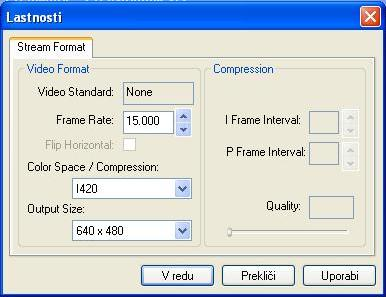 Lastnosti
Stream Format
Video Format
Video Standard: None
Frame Rate: 15.000
Flip Horizontal:
Color Space / Compression:
I420
Output Size:
640 x 480
Compression
I Frame Interval:
P Frame Interval:
Quality:
V redu
Prekliči
Uporabi